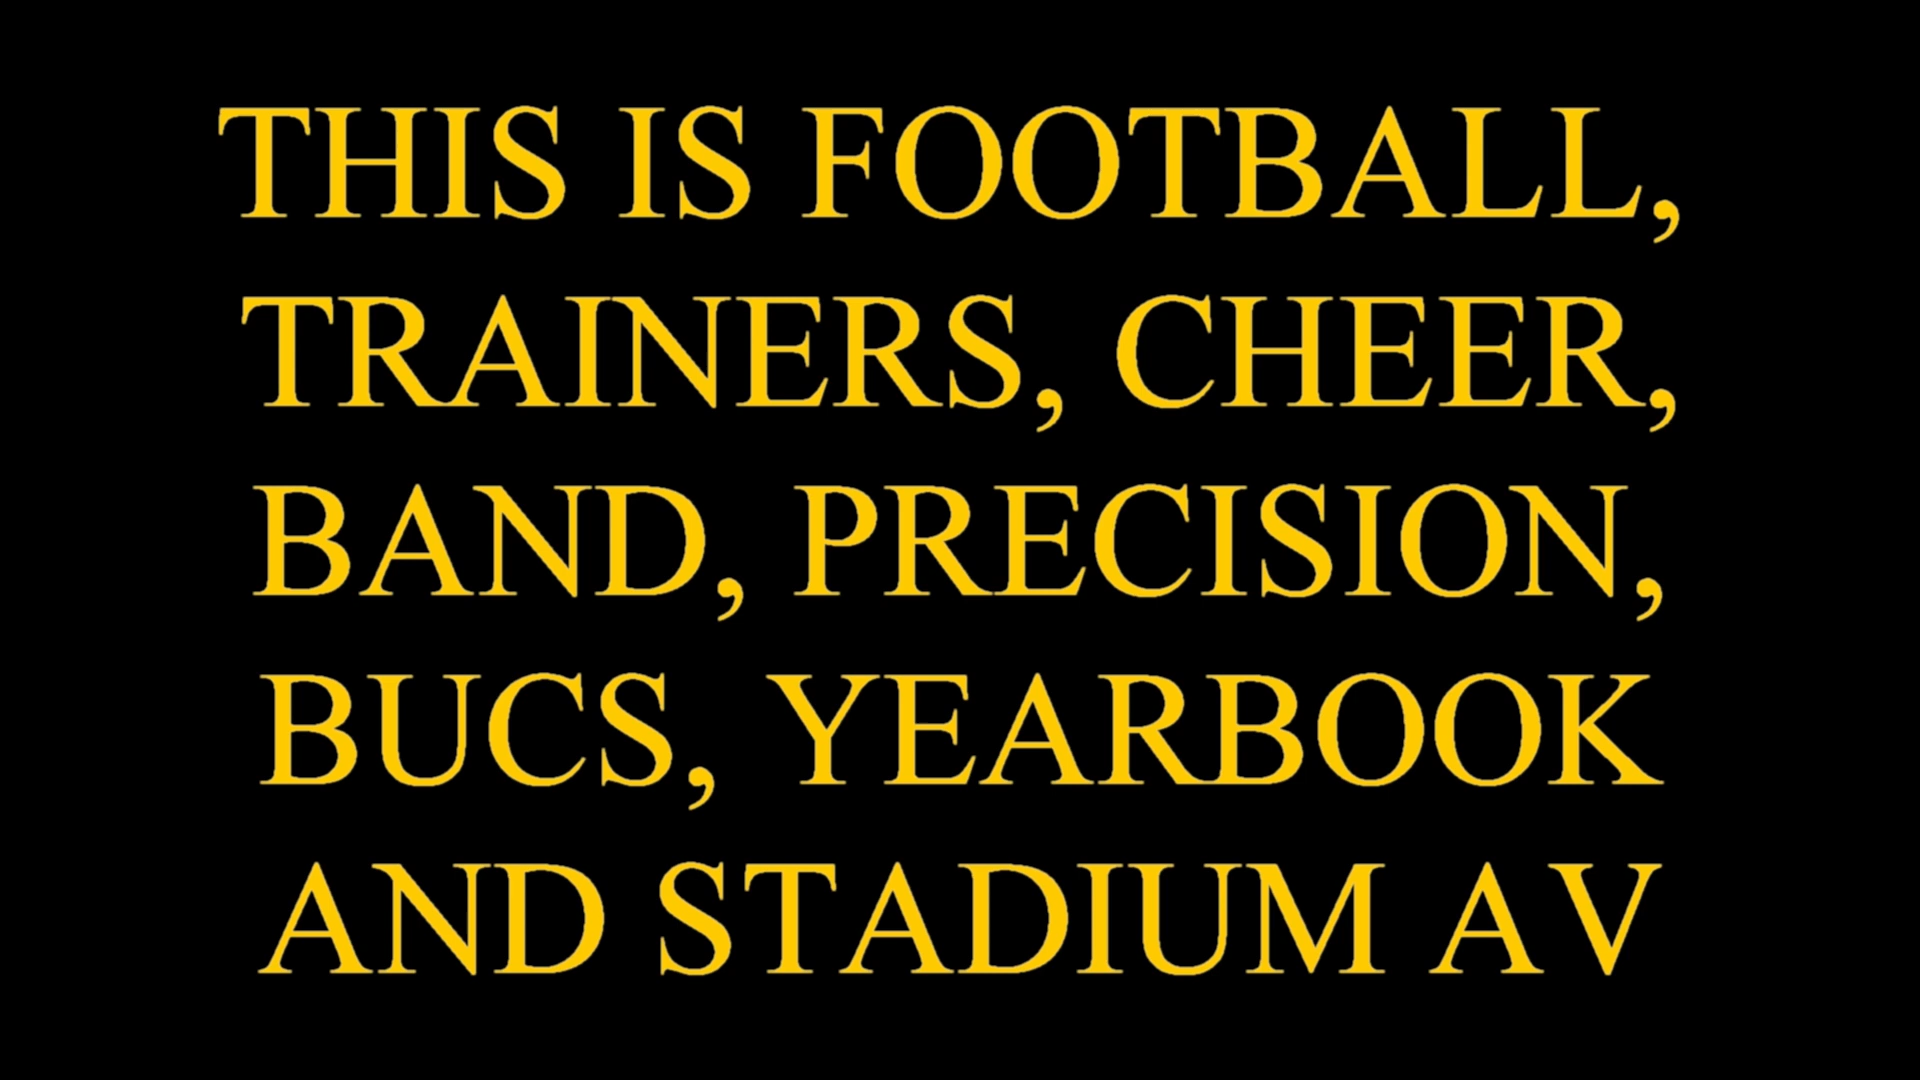 THIS IS FOOTBALL,
TRAINERS, CHEER,
BAND, PRECISION,
BUCS, YEARBOOK
AND STADIUM AV